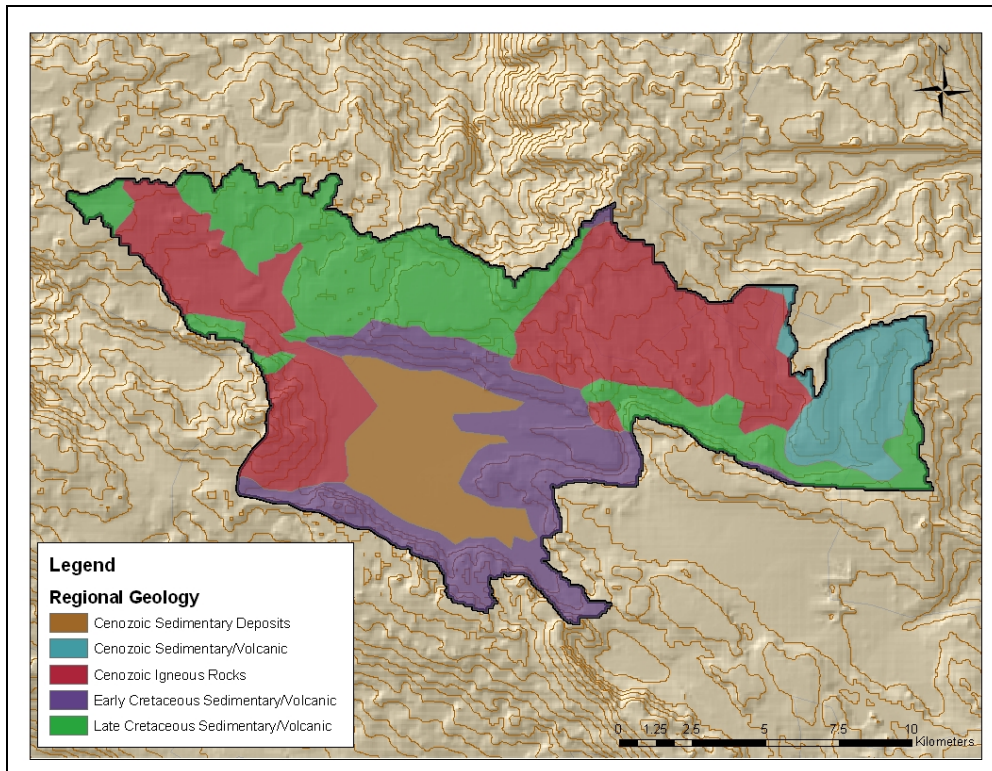 N
Legend
Regional Geology
Cenozoic Sedimentary Deposits
Cenozoic Sedimentary/Volcanic
Cenozoic Igneous Rocks
Early Cretaceous Sedimentary/Volcanic
Late Cretaceous Sedimentary/Volcanic
0 1.25 2.5 5 7.5 10
Kilometers